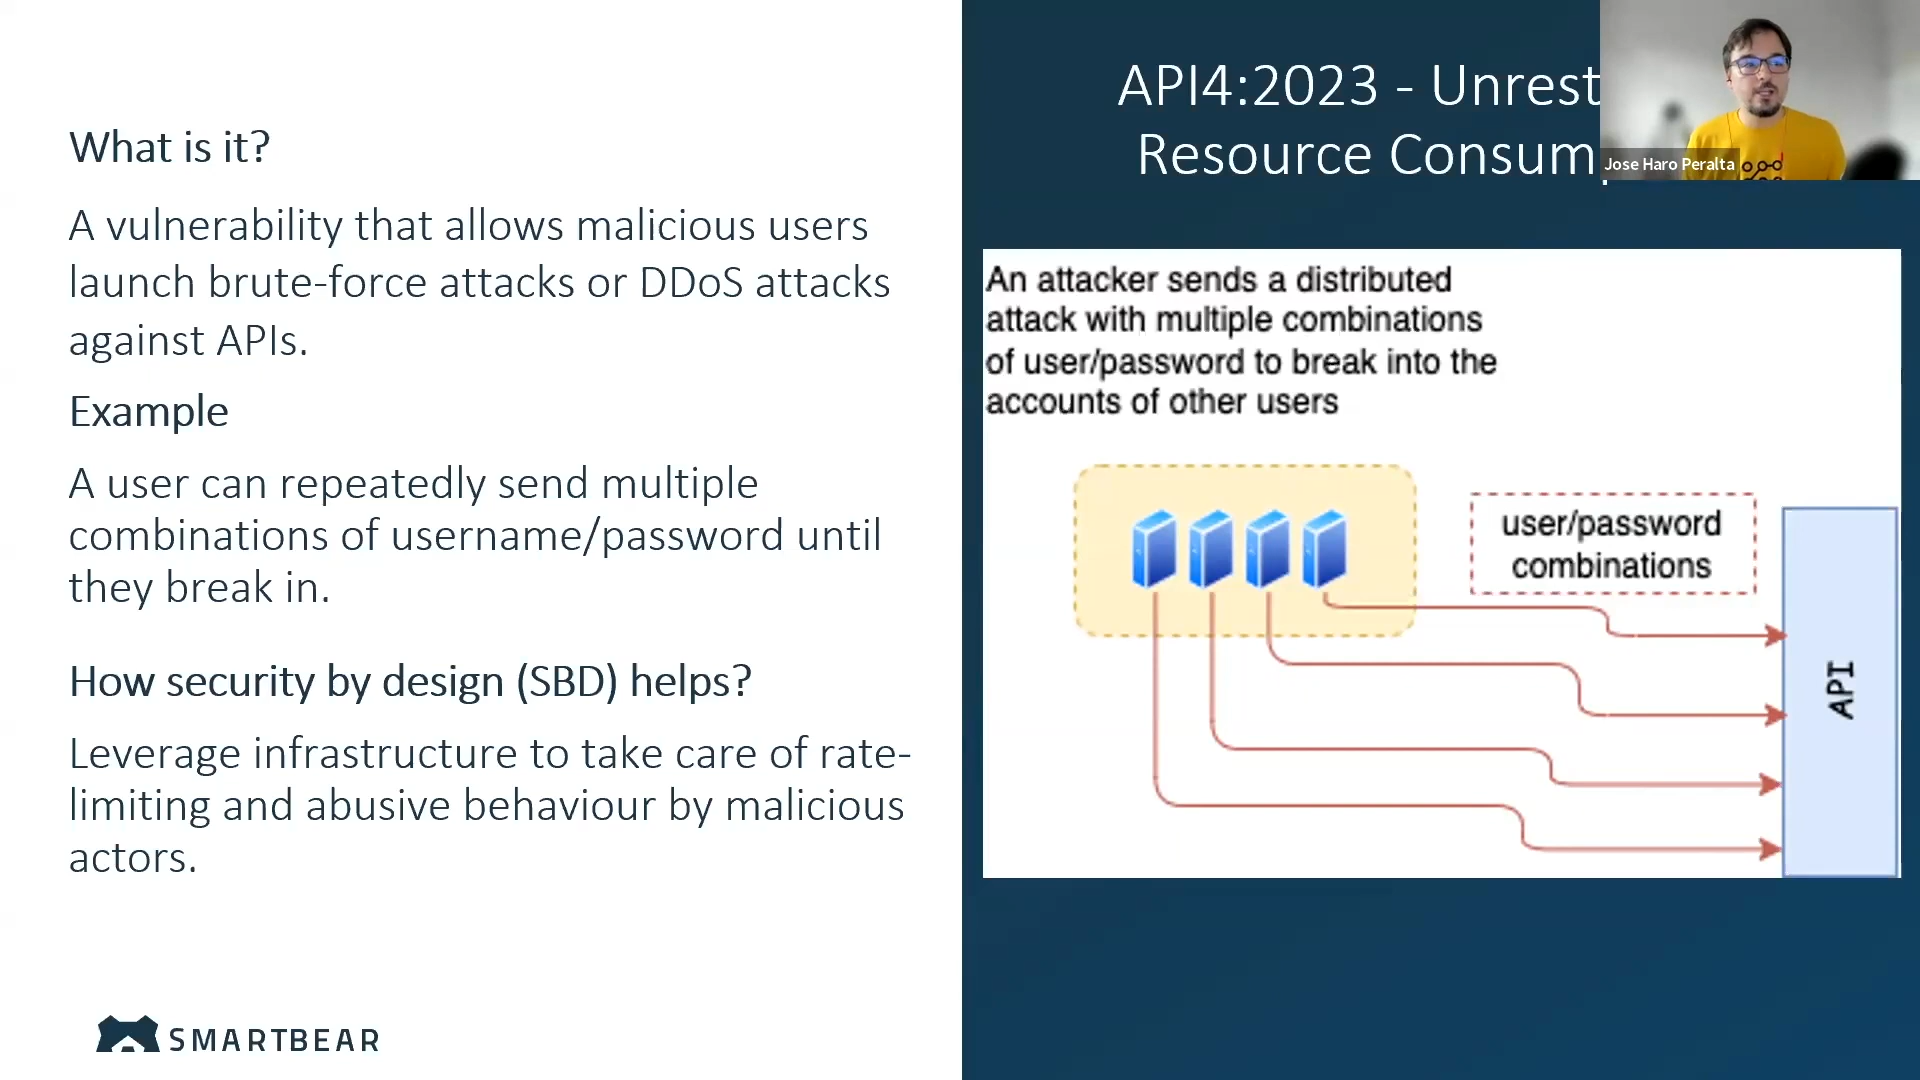 What is it?
A vulnerability that allows malicious users
launch brute-force attacks or DDoS attacks
against APIs.
Example
A user can repeatedly send multiple
combinations of username/password until
they break in.
How security by design (SBD) helps?
Leverage infrastructure to take care of rate-
limiting and abusive behaviour by malicious
actors.
SMARTBEAR
API4:2023 - Unrest
Resource Consum
Jose Haro Peralta
An attacker sends a distributed
attack with multiple combinations
of user/password to break into the
accounts of other users
user/password
combinations
API